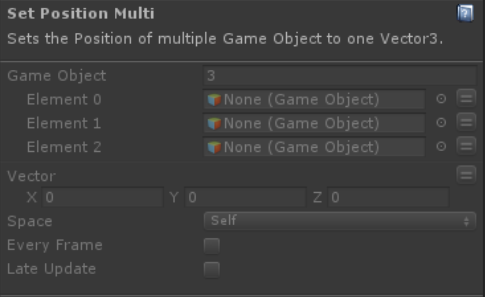 Set Position Multi
Sets the Position of multiple Game Object to one Vector3.
Game Object 3
Element 0 None (Game Object)
Element 1 None (Game Object)
Element 2 None (Game Object)
Vector
X 0 Y 0 Z 0
Space Self
Every Frame
Late Update